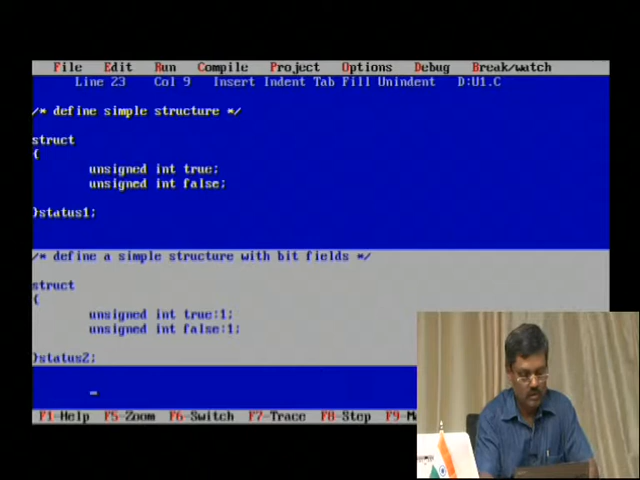 File Edit Run Compile Project Options Debug Break/watch
Line 23 Col 9 Insert Indent Tab Fill Unindent D:U1.C
/* define simple structure */
struct
{
unsigned int true;
unsigned int false;
}status1;
/* define a simple structure with bit fields */
struct
{
unsigned int true:1;
unsigned int false:1;
}status2;
F1-Help F5-Zoom F6-Switch F7-Trace F8-Step F9-M